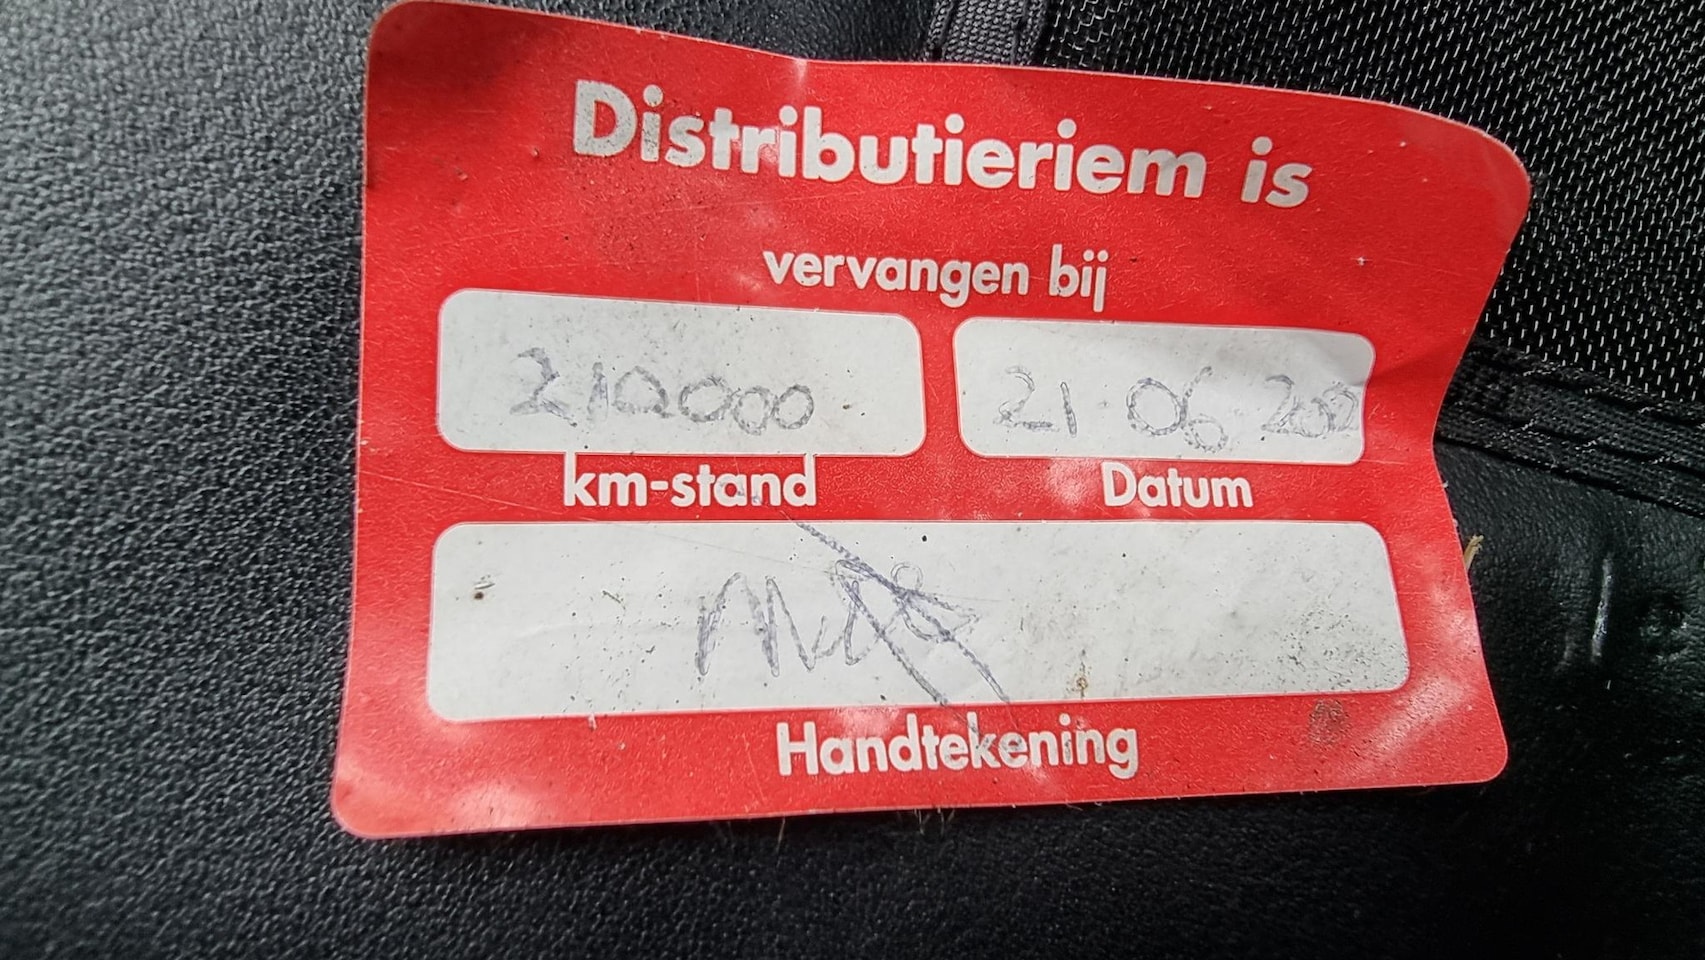 Distributieriem is
vervangen bij
210000 21-06
km-stand Datum
Handtekening